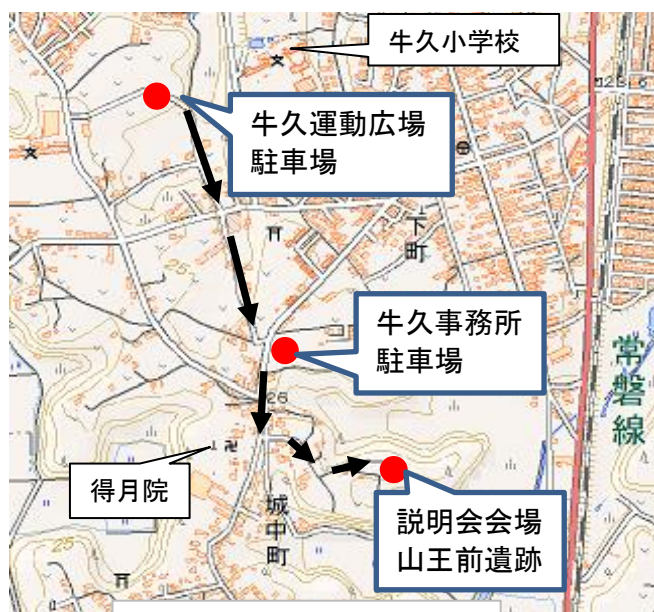 牛久小学校
牛久運動広場
駐車場
下町
牛久事務所
駐車場
常磐線
26
25
得月院
城中町
説明会会場
山王前遺跡
25